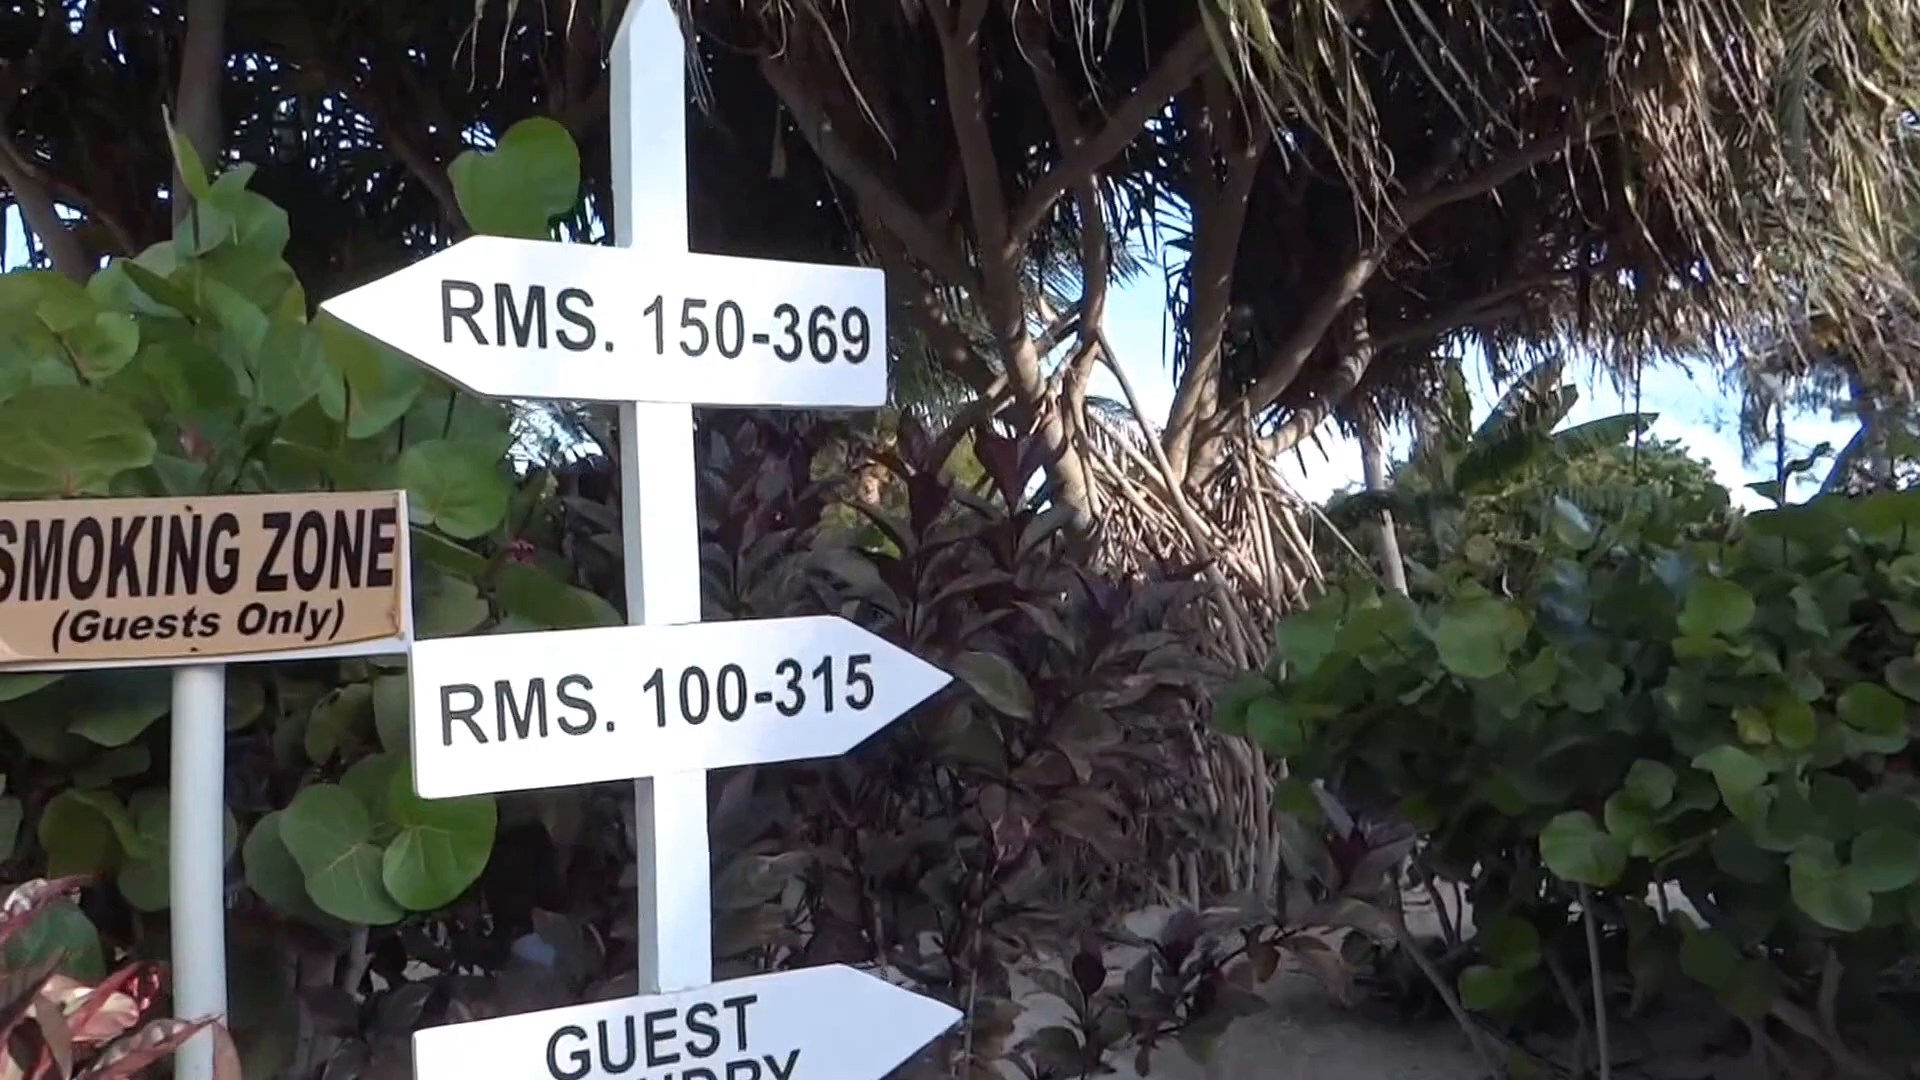 RMS. 150-369
SMOKING ZONE
(Guests Only)
RMS. 100-315
GUEST